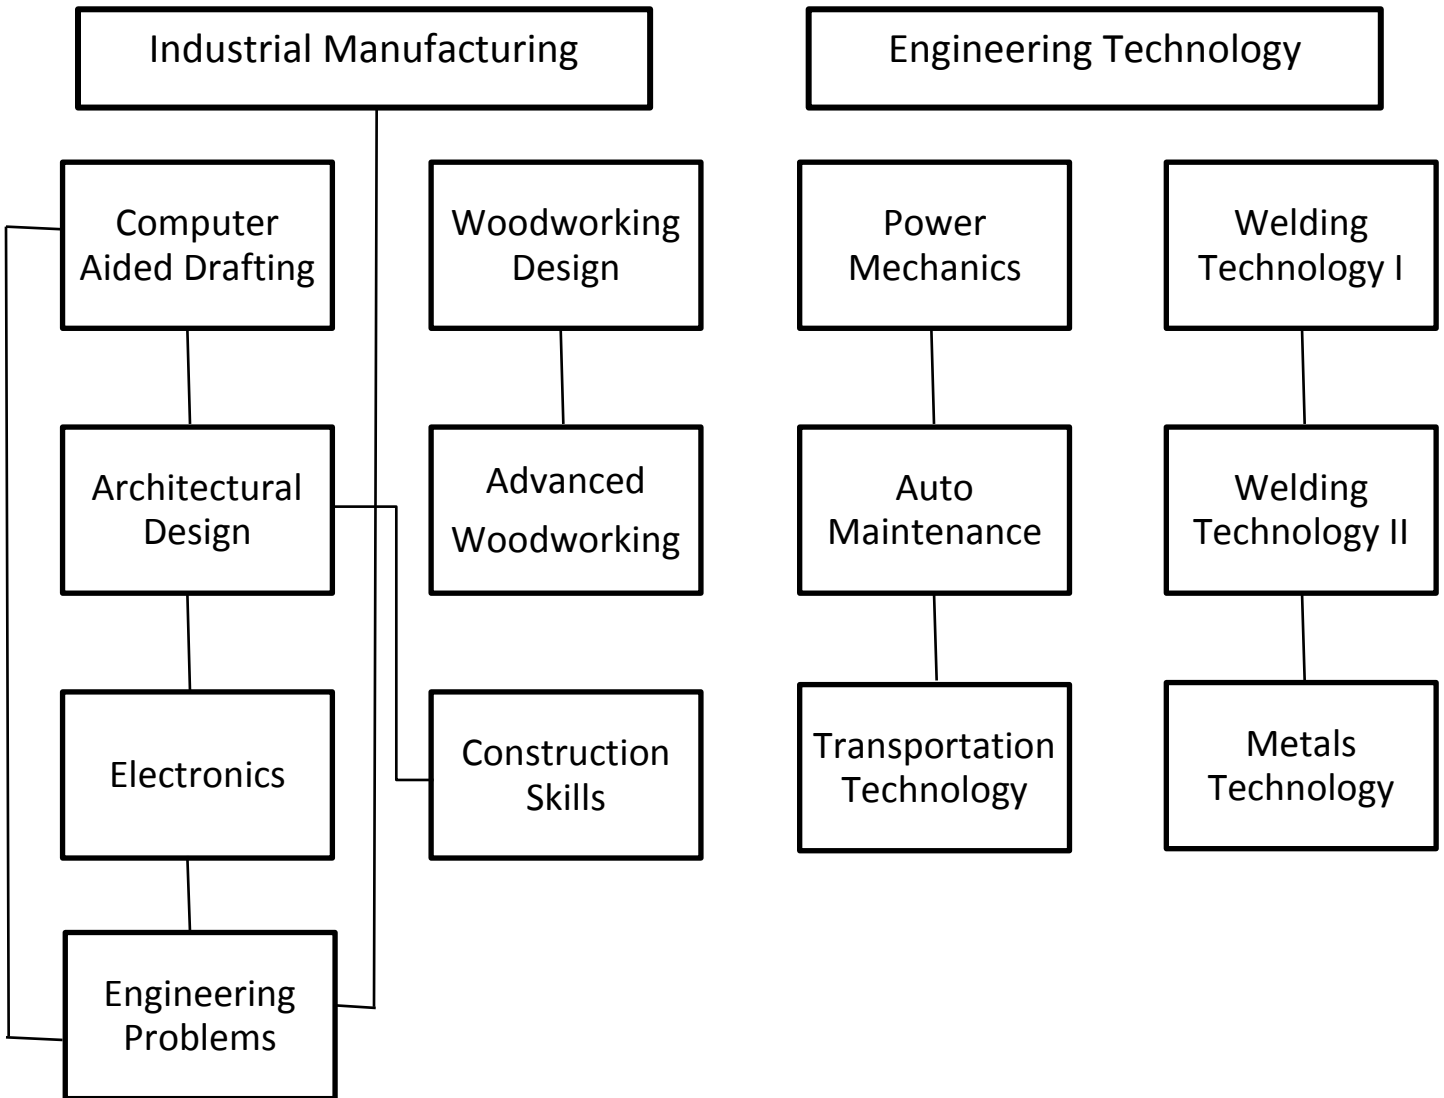 Industrial Manufacturing
Engineering Technology
Computer
Aided Drafting
Woodworking
Design
Power
Mechanics
Welding
Technology I
Architectural
Design
Advanced
Woodworking
Auto
Maintenance
Welding
Technology II
Electronics
Construction
Skills
Transportation
Technology
Metals
Technology
Engineering
Problems